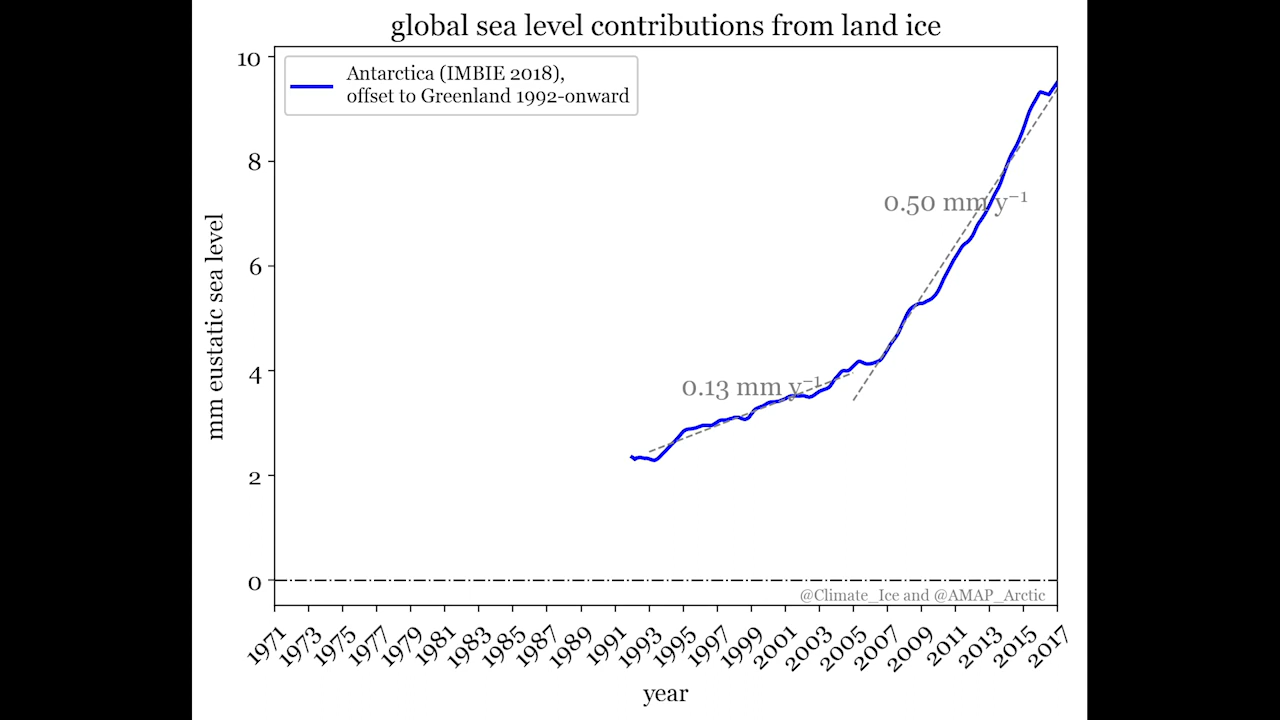 global sea level contributions from land ice
Antarctica (IMBIE 2018),
offset to Greenland 1992-onward
10
8
6
4
2
0
mm eustatic sea level
0.50 mm y⁻¹
0.13 mm y⁻¹
@Climate_Ice and @AMAP_Arctic
1971 1973 1975 1977 1979 1981 1983 1985 1987 1989 1991 1993 1995 1997 1999 2001 2003 2005 2007 2009 2011 2013 2015 2017
year